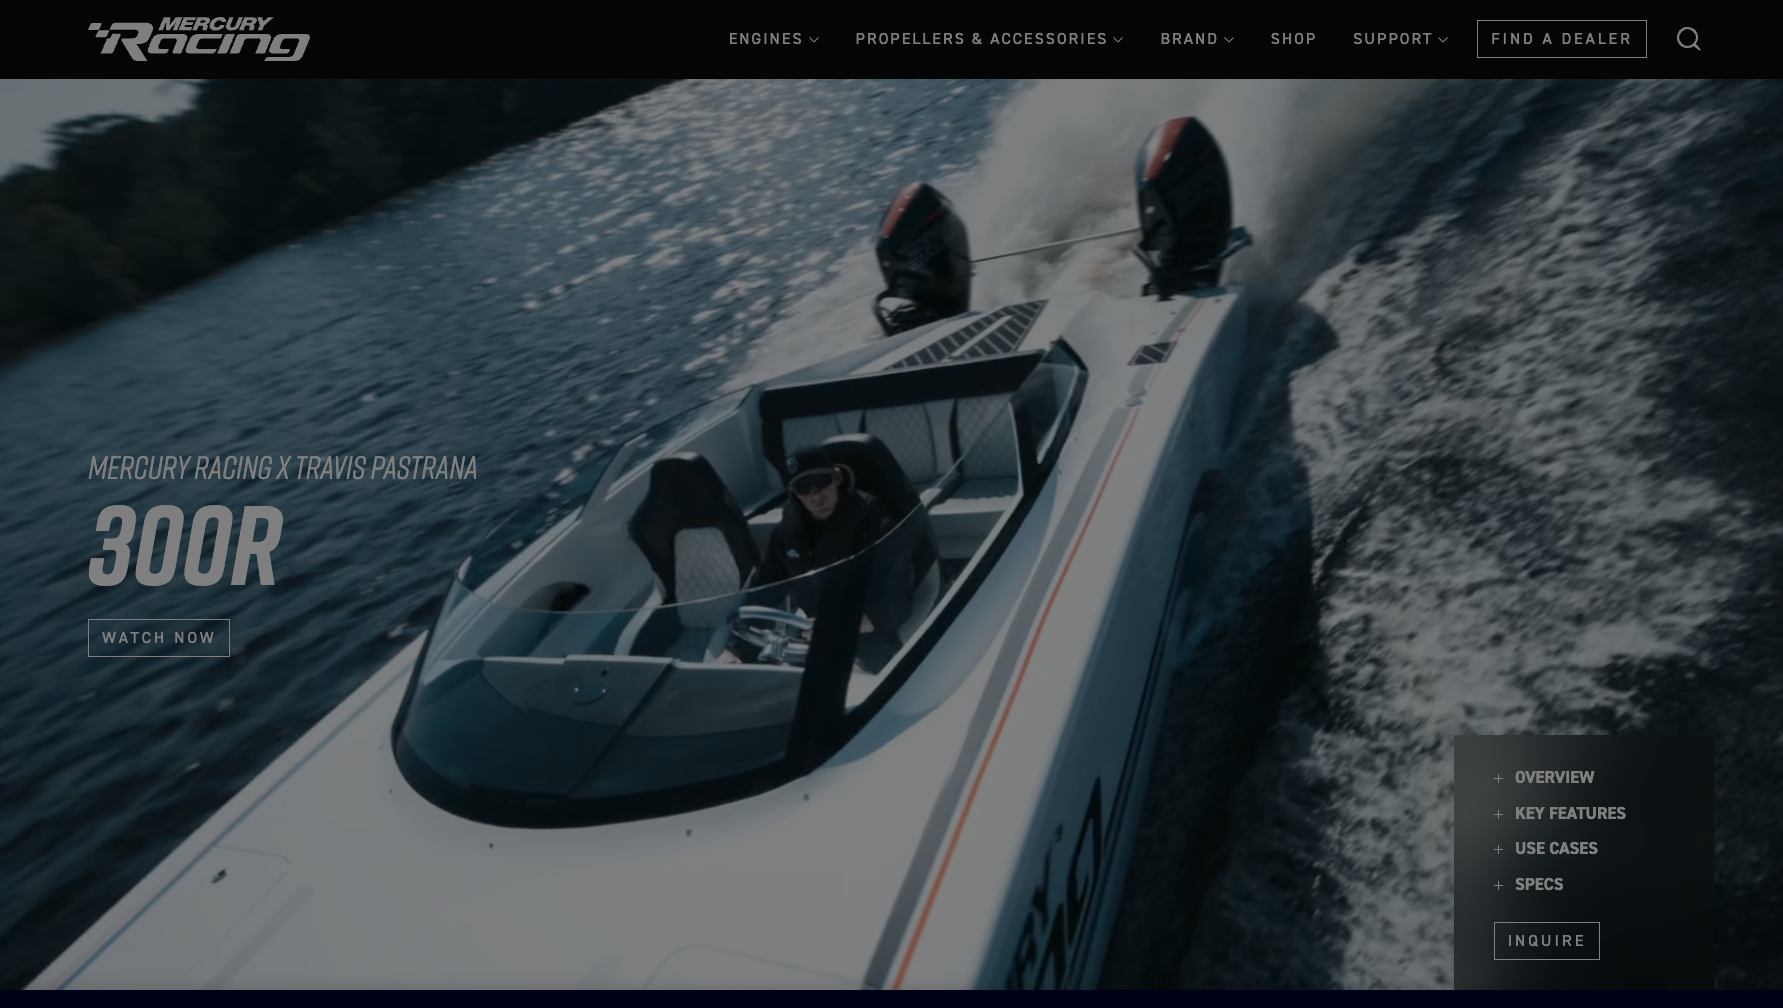 MERCURY
Racing
ENGINES
PROPELLERS & ACCESSORIES
BRAND
SHOP
SUPPORT
FIND A DEALER
MERCURY RACING X TRAVIS PASTRANA
300R
WATCH NOW
OVERVIEW
KEY FEATURES
USE CASES
SPECS
INQUIRE